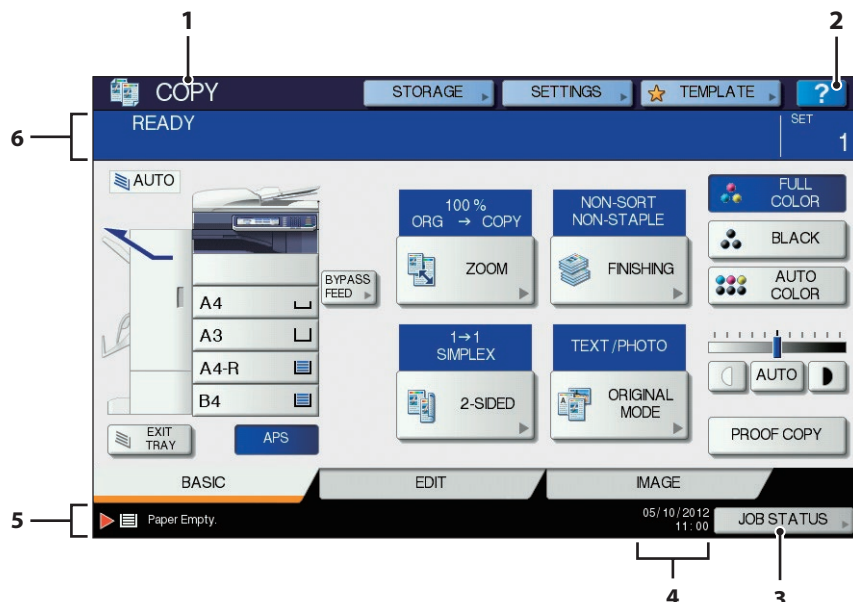 1
2
COPY
STORAGE
SETTINGS
TEMPLATE
?
6
READY
SET
1
AUTO
100 %
ORG → COPY
ZOOM
NON-SORT
NON-STAPLE
FINISHING
FULL
COLOR
BLACK
AUTO
COLOR
BYPASS
FEED
A4
A3
A4-R
B4
1→1
SIMPLEX
2-SIDED
TEXT/PHOTO
ORIGINAL
MODE
AUTO
PROOF COPY
EXIT
TRAY
APS
BASIC
EDIT
IMAGE
5
Paper Empty.
05/10/2012
11:00
JOB STATUS
4
3